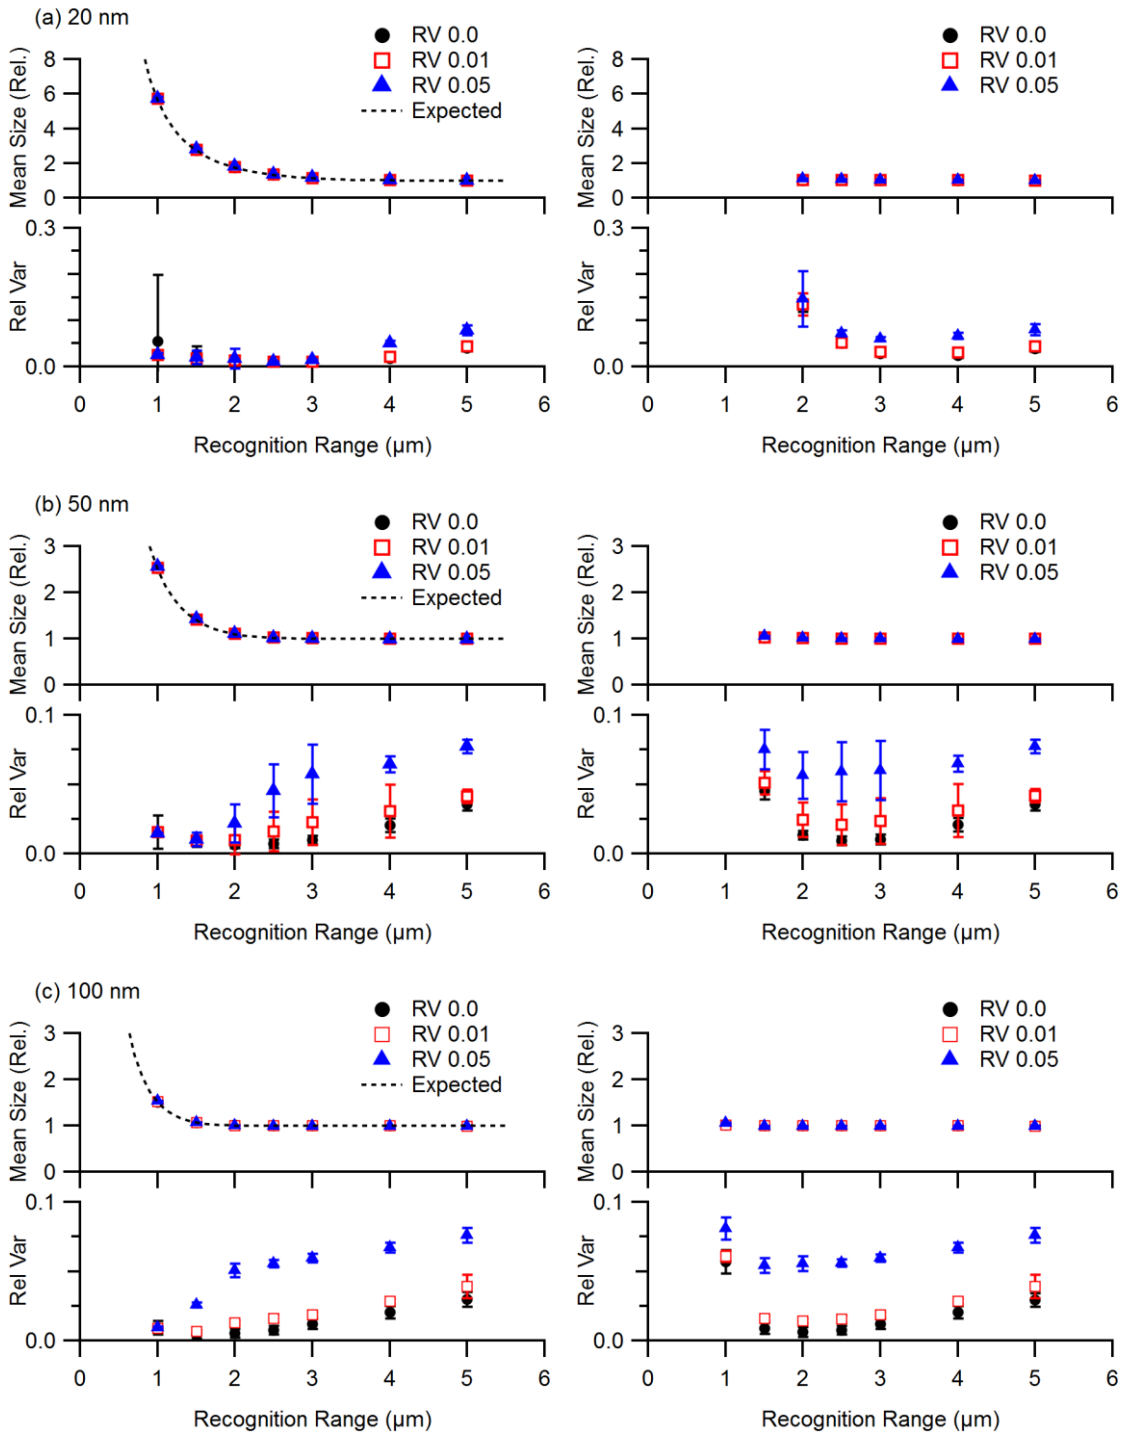 (a) 20 nm
RV 0.0
RV 0.01
RV 0.05
Expected
Mean Size (Rel.)
8
6
4
2
0
Rel Var
0.3
0.0
0 1 2 3 4 5 6
Recognition Range (µm)
RV 0.0
RV 0.01
RV 0.05
Mean Size (Rel.)
8
6
4
2
0
Rel Var
0.3
0.0
0 1 2 3 4 5 6
Recognition Range (µm)
(b) 50 nm
RV 0.0
RV 0.01
RV 0.05
Expected
Mean Size (Rel.)
3
2
1
0
Rel Var
0.1
0.0
0 1 2 3 4 5 6
Recognition Range (µm)
RV 0.0
RV 0.01
RV 0.05
Mean Size (Rel.)
3
2
1
0
Rel Var
0.1
0.0
0 1 2 3 4 5 6
Recognition Range (µm)
(c) 100 nm
RV 0.0
RV 0.01
RV 0.05
Expected
Mean Size (Rel.)
3
2
1
0
Rel Var
0.1
0.0
0 1 2 3 4 5 6
Recognition Range (µm)
RV 0.0
RV 0.01
RV 0.05
Mean Size (Rel.)
3
2
1
0
Rel Var
0.1
0.0
0 1 2 3 4 5 6
Recognition Range (µm)